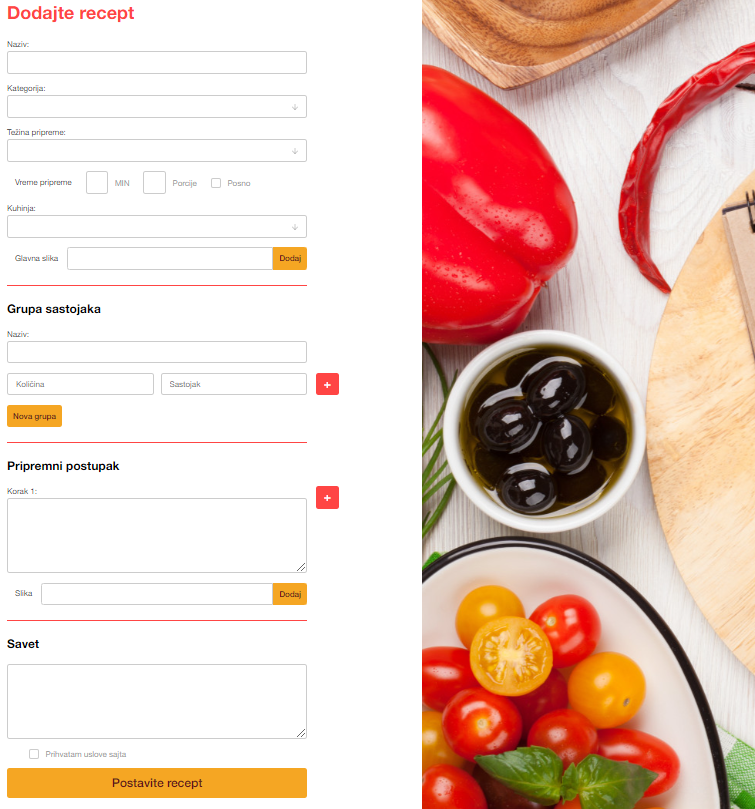 Dodajte recept
Naziv:
Kategorija:
Težina pripreme:
Vreme pripreme MIN Porcije Posno
Kuhinja:
Glavna slika Dodaj
Grupa sastojaka
Naziv:
Količina Sastojak +
Nova grupa
Pripremni postupak
Korak 1: +
Slika Dodaj
Savet
Prihvatam uslove sajta
Postavite recept